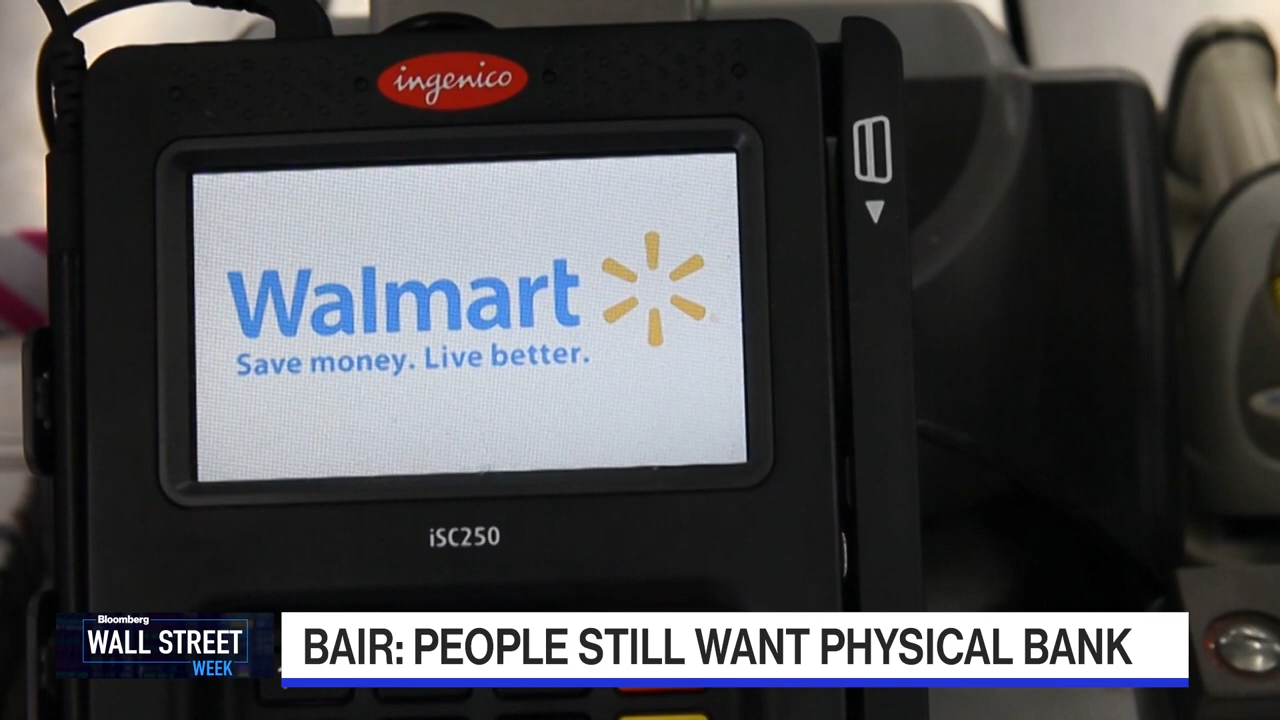 ingenico
Walmart
Save money. Live better.
iSC250
Bloomberg
WALL STREET
WEEK
BAIR: PEOPLE STILL WANT PHYSICAL BANK